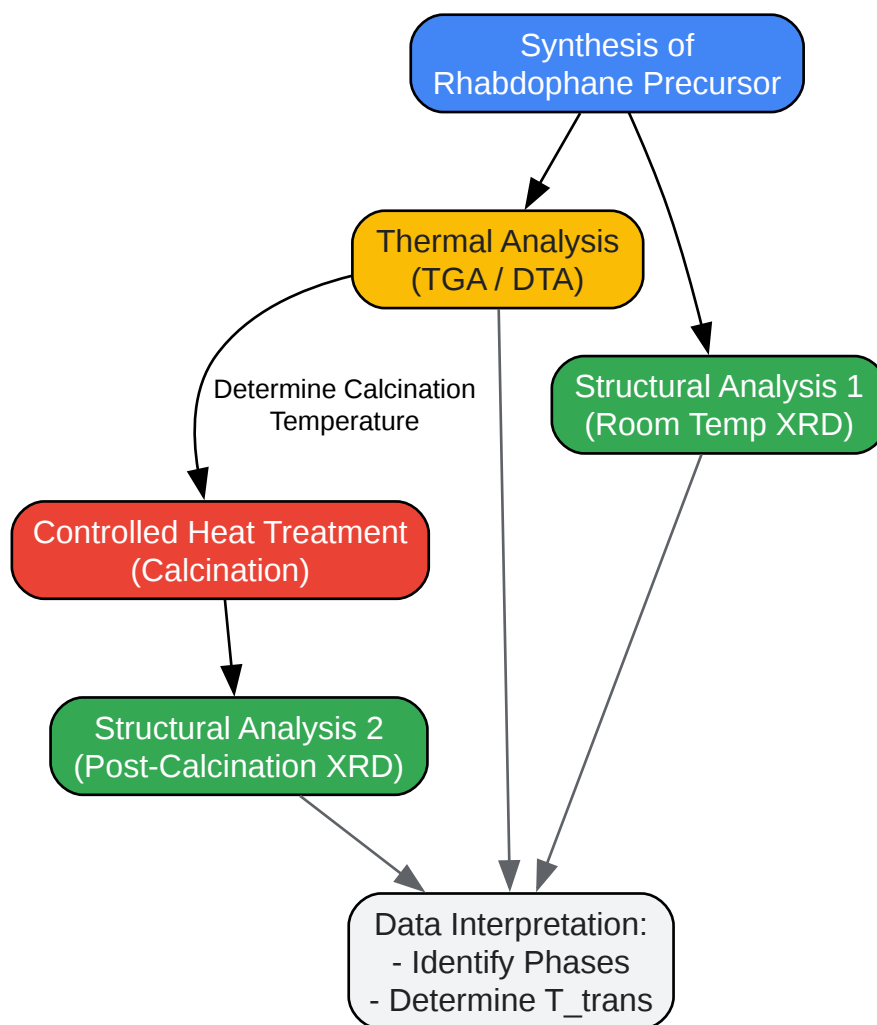 Synthesis of
Rhabdophane Precursor
Thermal Analysis
(TGA / DTA)
Structural Analysis 1
(Room Temp XRD)
Determine Calcination
Temperature
Controlled Heat Treatment
(Calcination)
Structural Analysis 2
(Post-Calcination XRD)
Data Interpretation:
- Identify Phases
- Determine T_trans